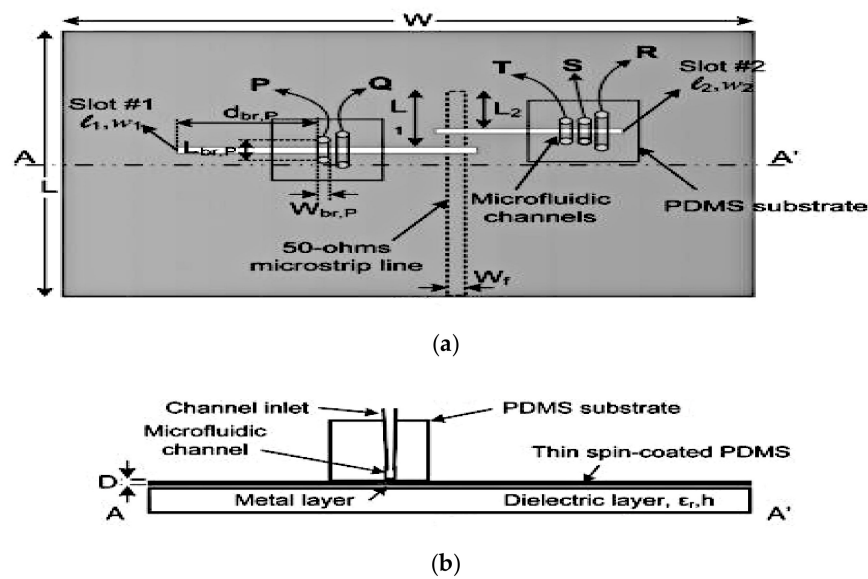 W
P
Q
T
S
R
Slot #1
ℓ1,w1
Slot #2
ℓ2,w2
dbr,P
L1
L2
Lbr,P
A
A'
L
Wbr,P
Microfluidic
channels
PDMS substrate
50-ohms
microstrip line
Wf
(a)
Channel inlet
PDMS substrate
Microfluidic
channel
Thin spin-coated PDMS
D
Metal layer
Dielectric layer, εr,h
A
A'
(b)